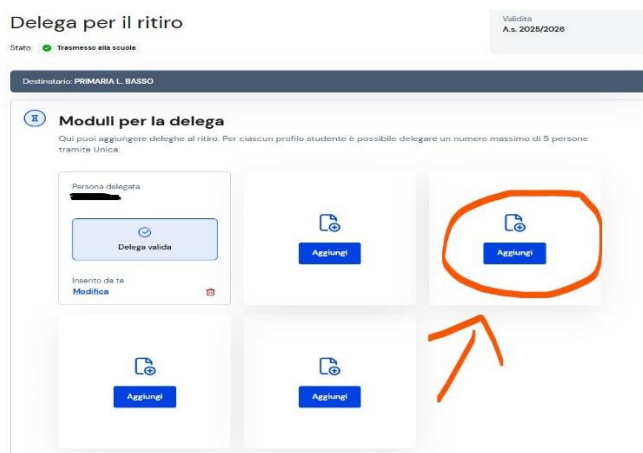 Delega per il ritiro
Validità
A.s. 2025/2026
Stato Trasmesso alla scuola
Destinatario: PRIMARIA L. BASSO
Moduli per la delega
Qui puoi aggiungere deleghe al ritiro. Per ciascun profilo studente è possibile delegare un numero massimo di 5 persone
tramite Unica.
Persona delegata
Delega valida
Inserito da te
Modifica
Aggiungi
Aggiungi
Aggiungi
Aggiungi